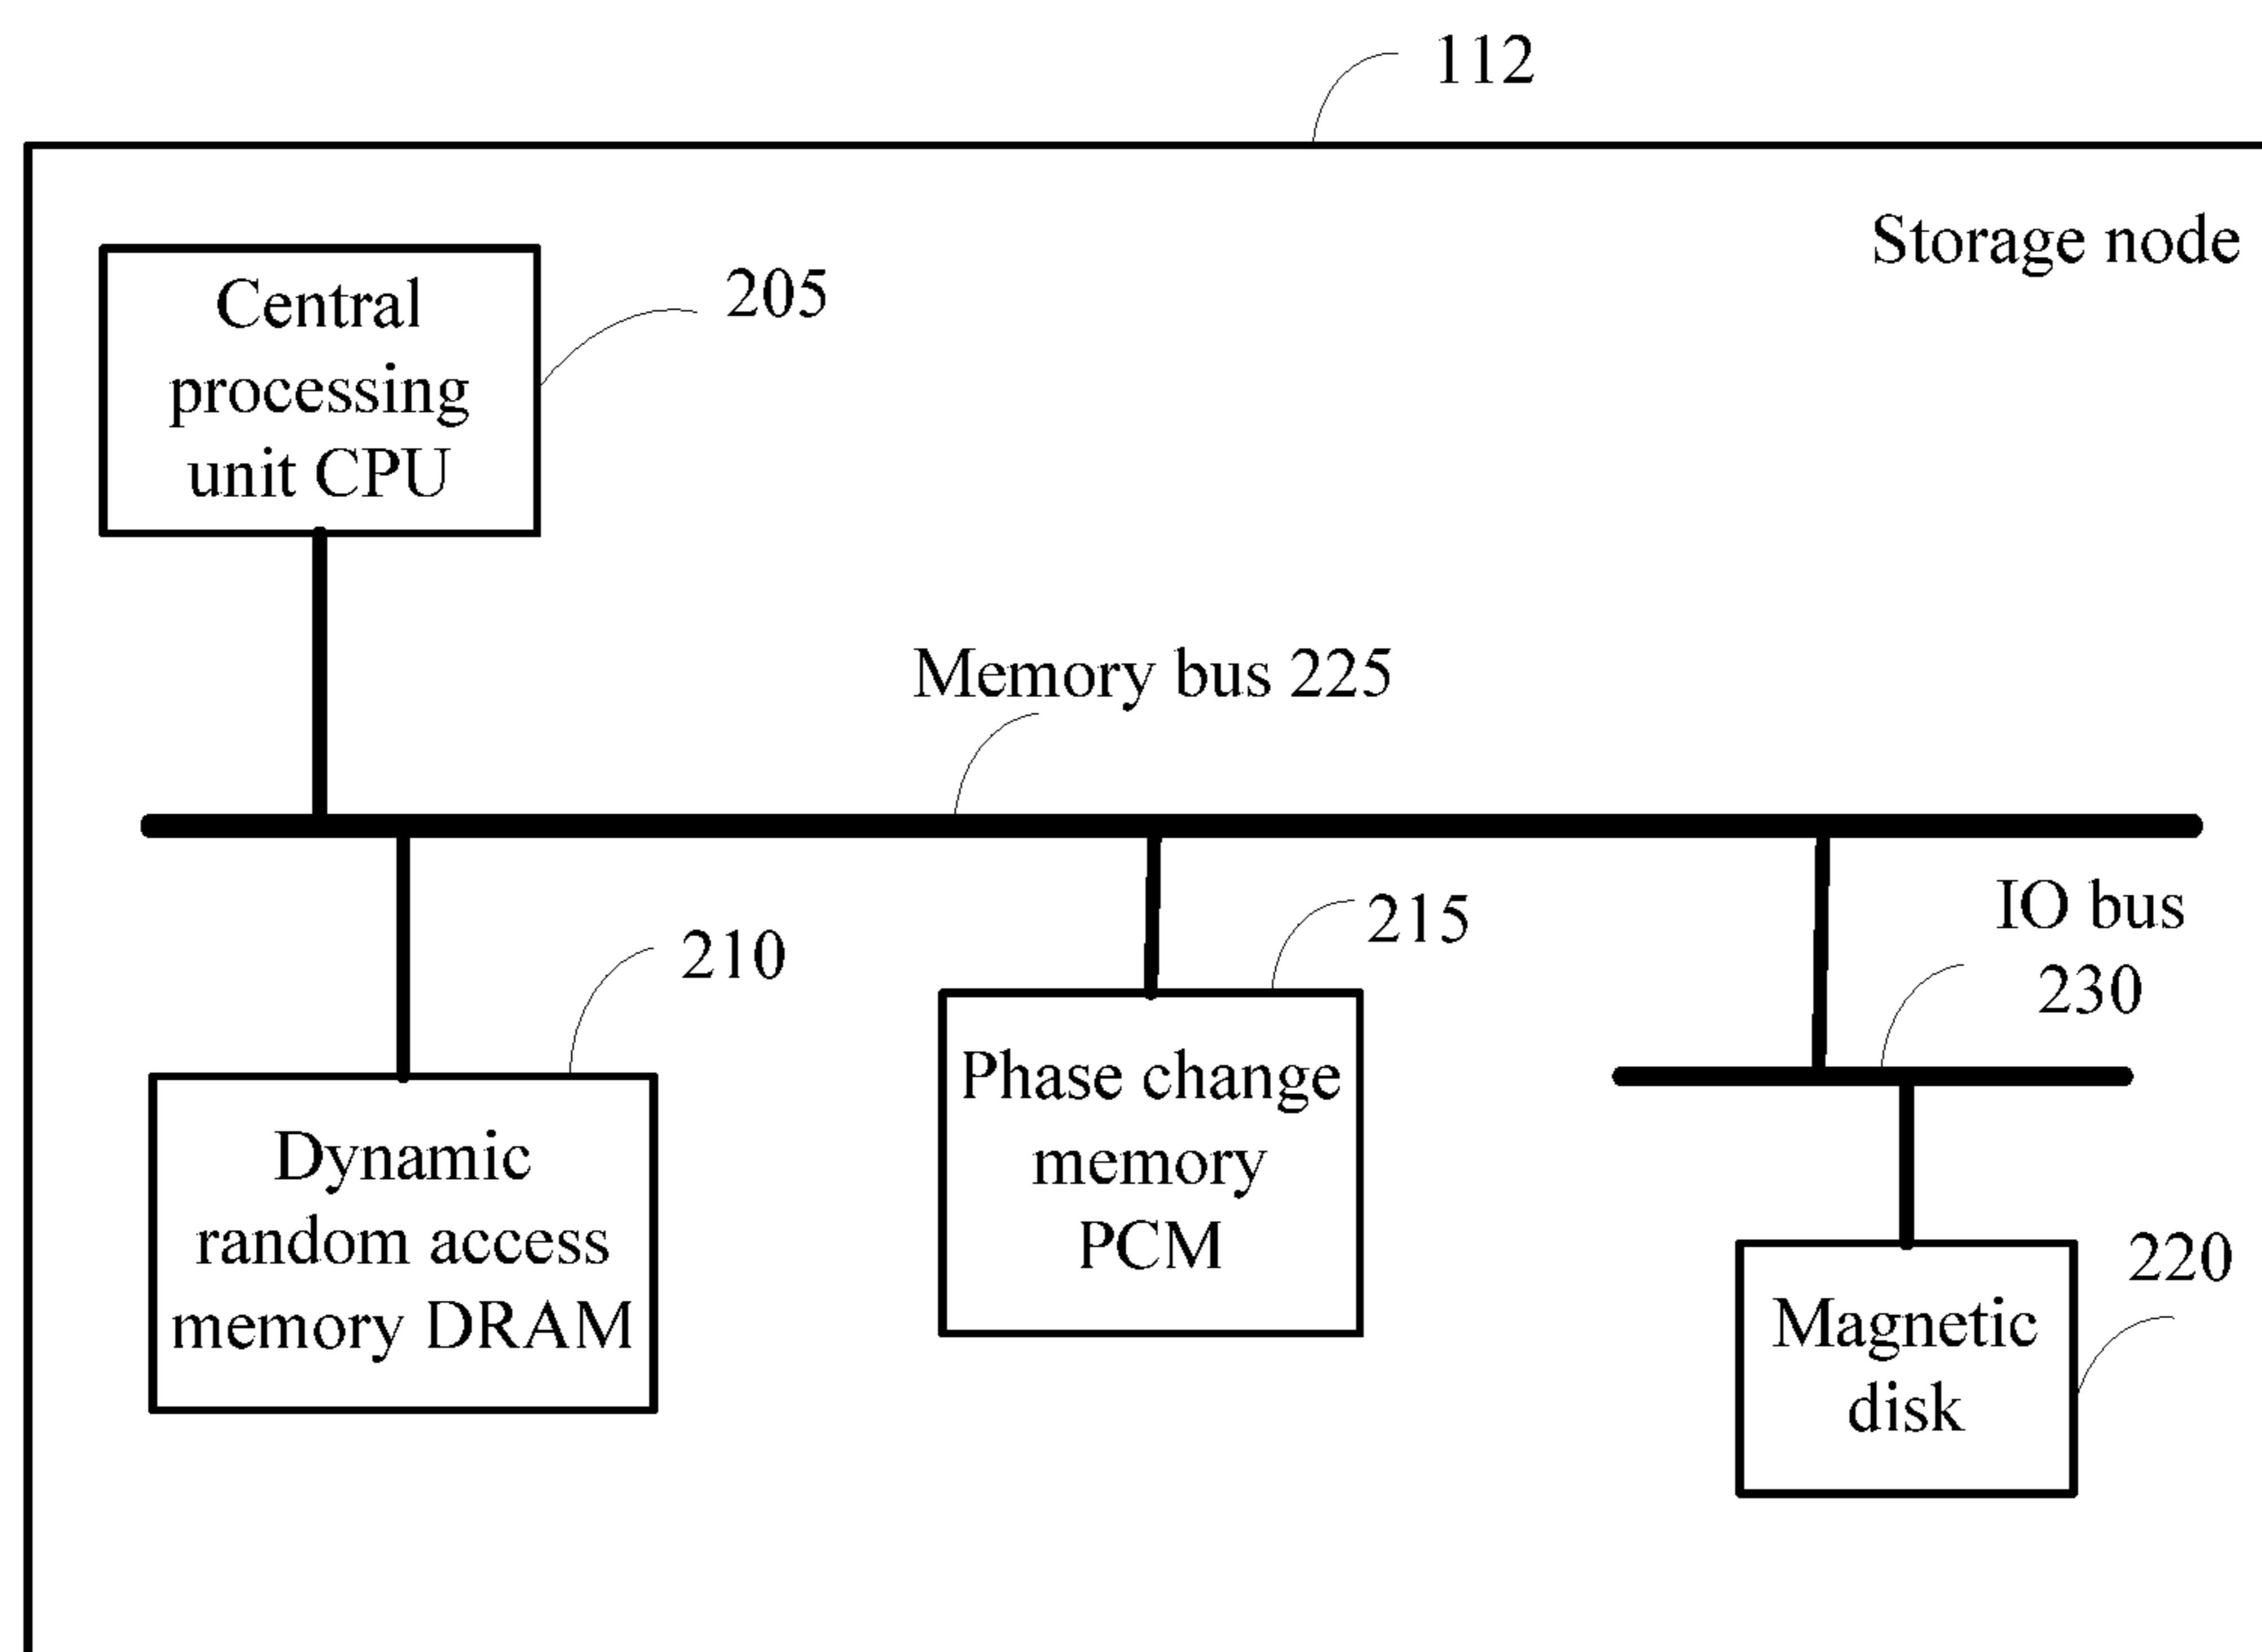 112
Storage node
Central
processing
unit CPU
205
Memory bus 225
IO bus
230
210
215
Dynamic
random access
memory DRAM
Phase change
memory
PCM
220
Magnetic
disk